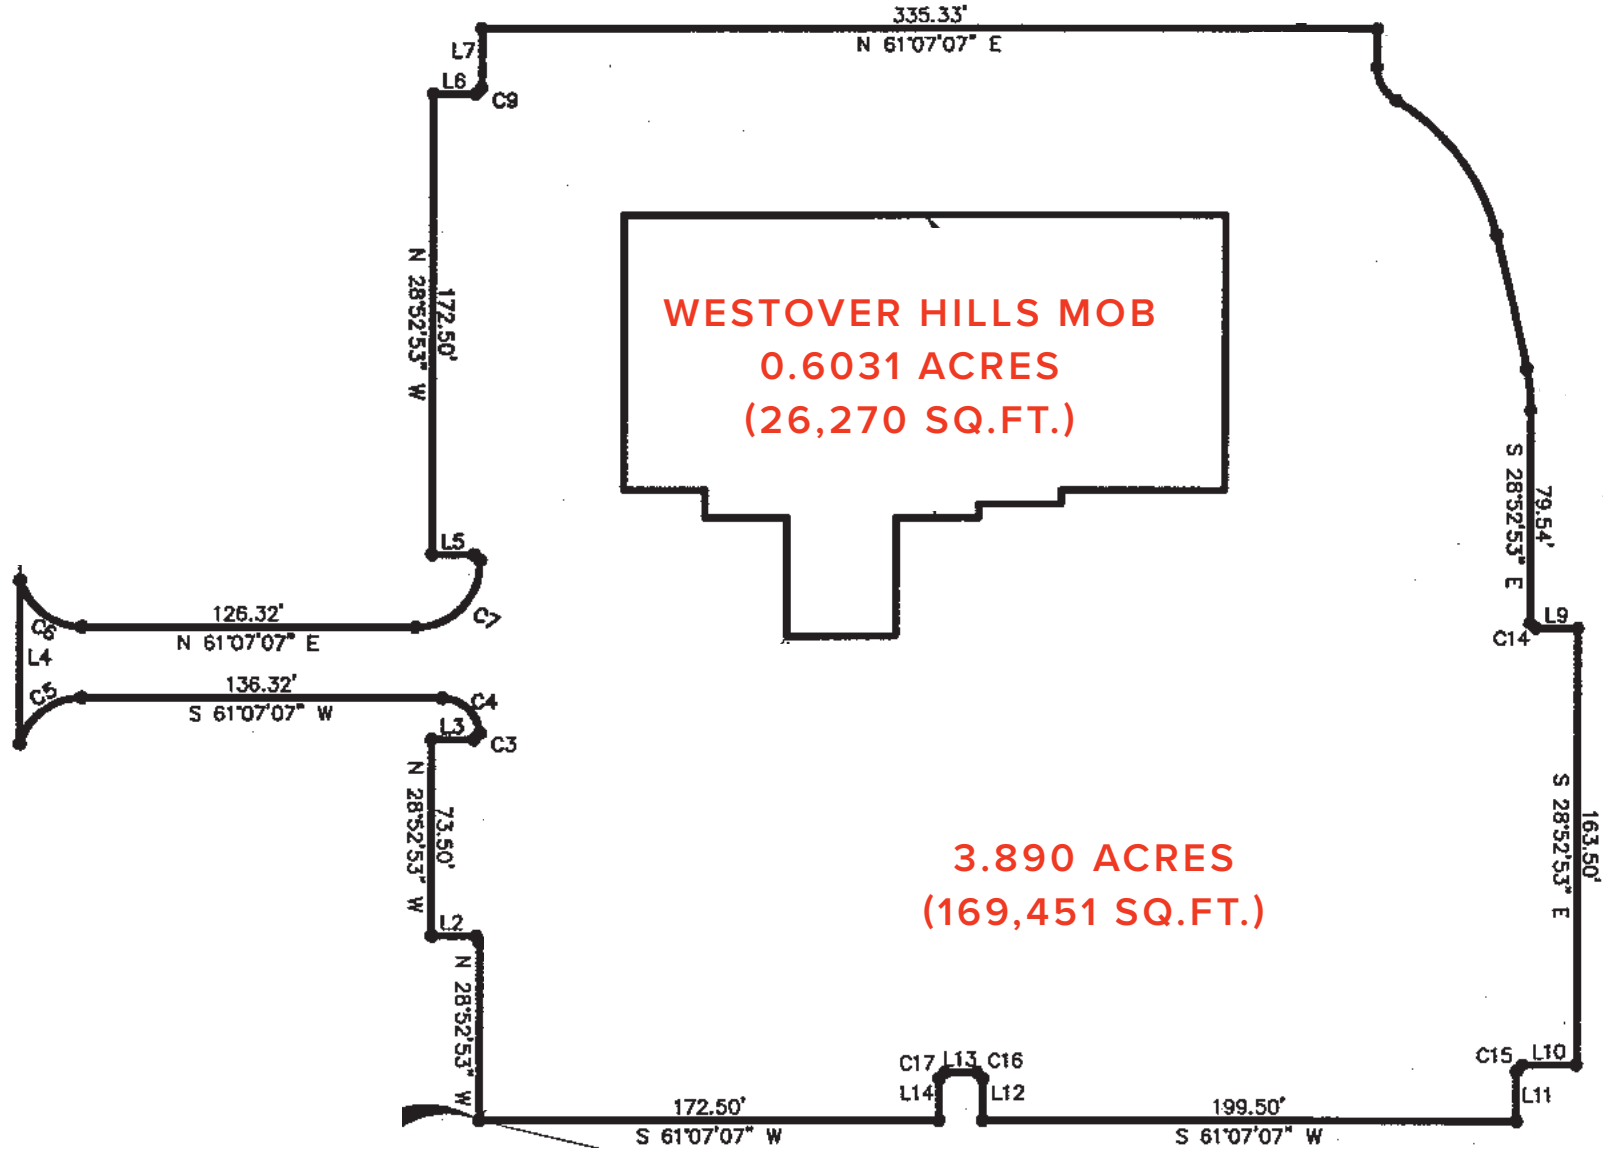 335.33'
N 61°07'07" E
L7
L6
C9
N 28°52'53" W
172.50'
WESTOVER HILLS MOB
0.6031 ACRES
(26,270 SQ.FT.)
S 28°52'53" E
79.54'
L5
C7
C6
126.32'
N 61°07'07" E
L4
L9
C14
C5
136.32'
S 61°07'07" W
C4
L3
C3
N 28°52'53" W
73.50'
S 28°52'53" E
163.50'
3.890 ACRES
(169,451 SQ.FT.)
L2
N 28°52'53" W
C17
L13
C16
L14
L12
C15
L10
L11
172.50'
S 61°07'07" W
199.50'
S 61°07'07" W